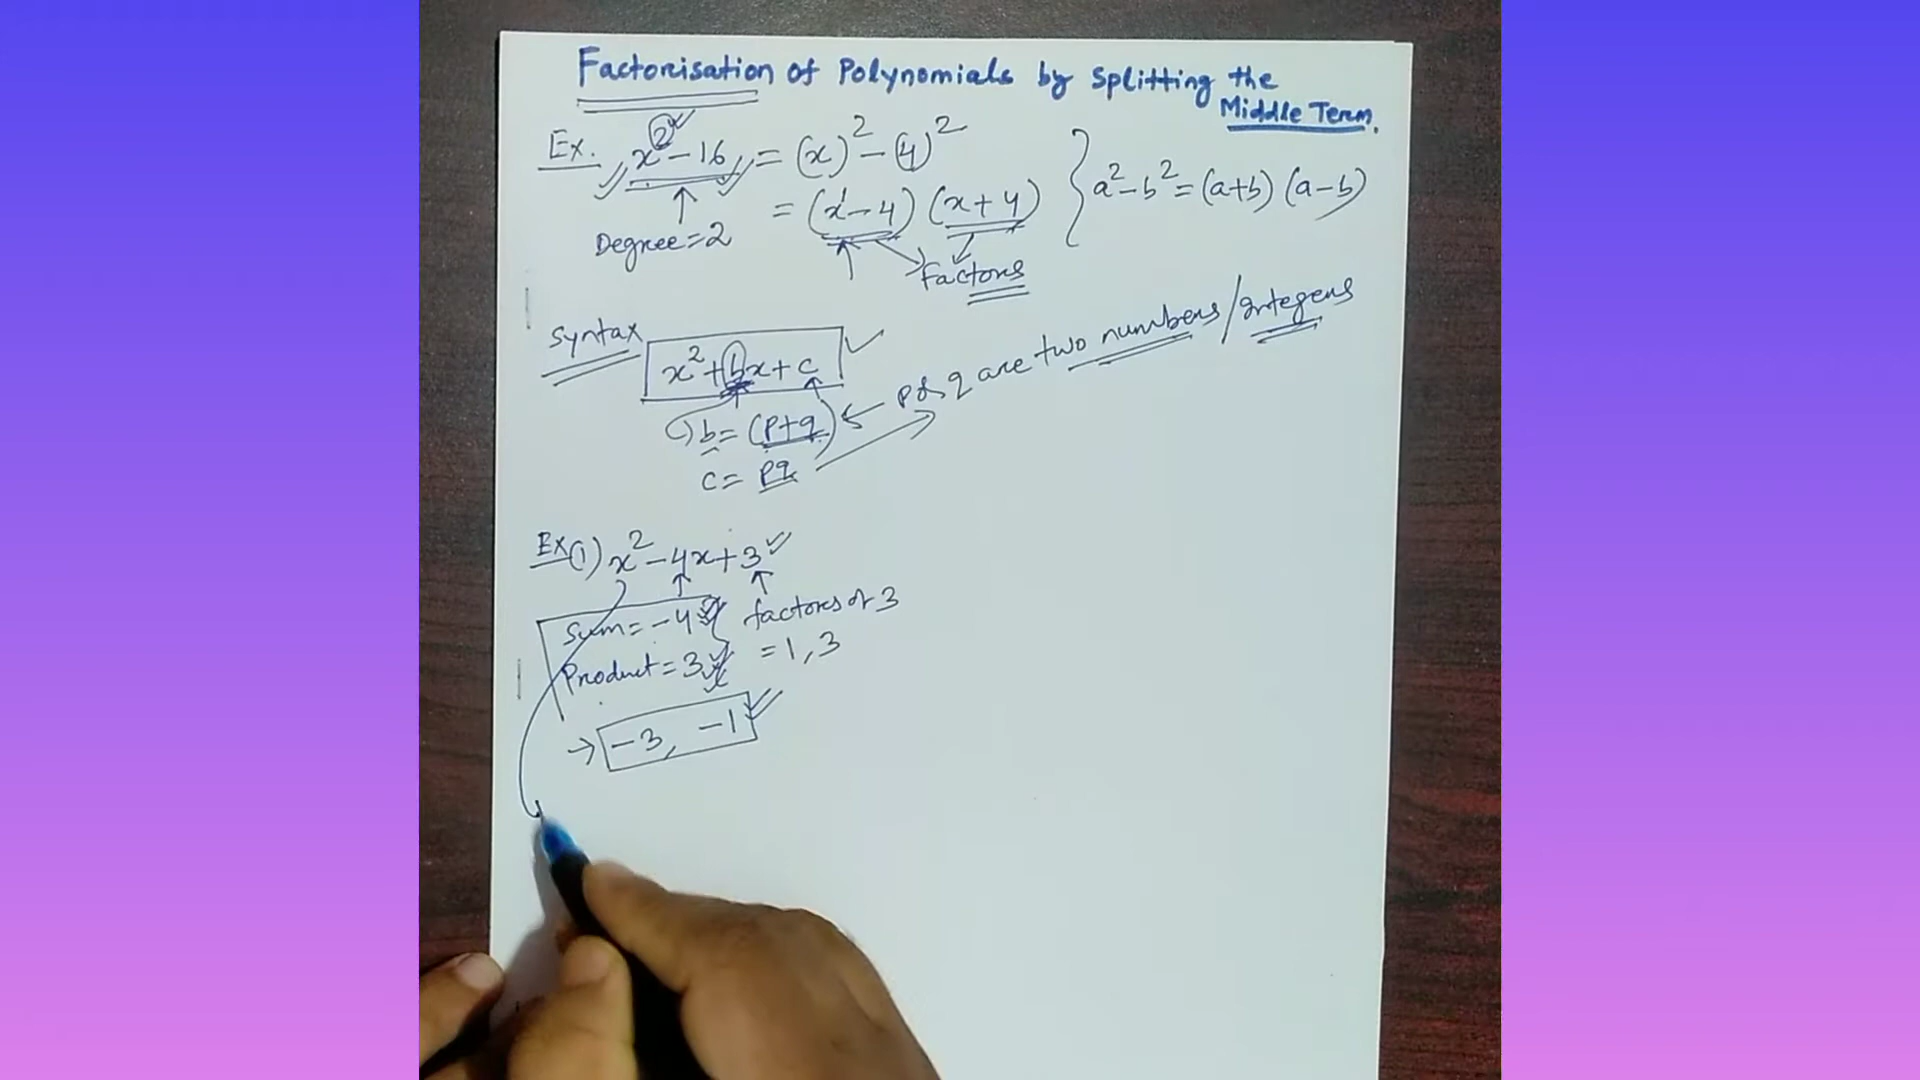 Factorisation of Polynomials by Splitting the
Middle Term.
Ex. x² - 16 = (x)² - (4)²
= (x - 4) (x + 4)
a² - b² = (a+b) (a-b)
Degree = 2
Factors
Syntax
x² + bx + c
b = (p+q)
c = pq
p & q are two numbers / integers
Ex (1) x² - 4x + 3
Sum = -4
Product = 3
factors of 3
= 1, 3
→ -3, -1